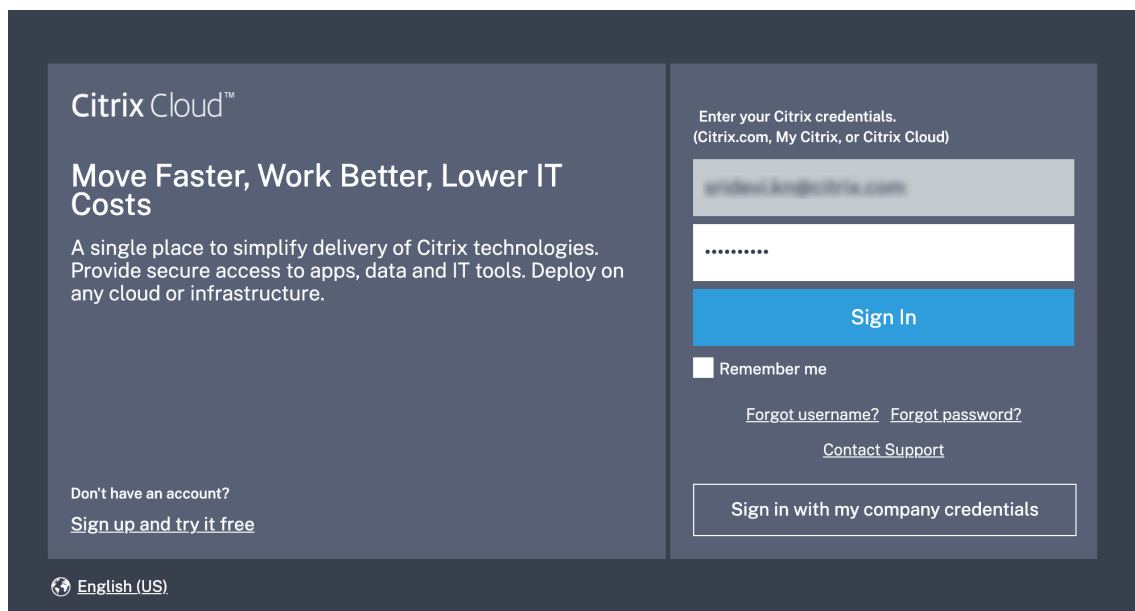 Citrix Cloud™
Move Faster, Work Better, Lower IT
Costs
A single place to simplify delivery of Citrix technologies.
Provide secure access to apps, data and IT tools. Deploy on
any cloud or infrastructure.
Don't have an account?
Sign up and try it free
Enter your Citrix credentials.
(Citrix.com, My Citrix, or Citrix Cloud)
••••••••••
Sign In
Remember me
Forgot username? Forgot password?
Contact Support
Sign in with my company credentials
English (US)